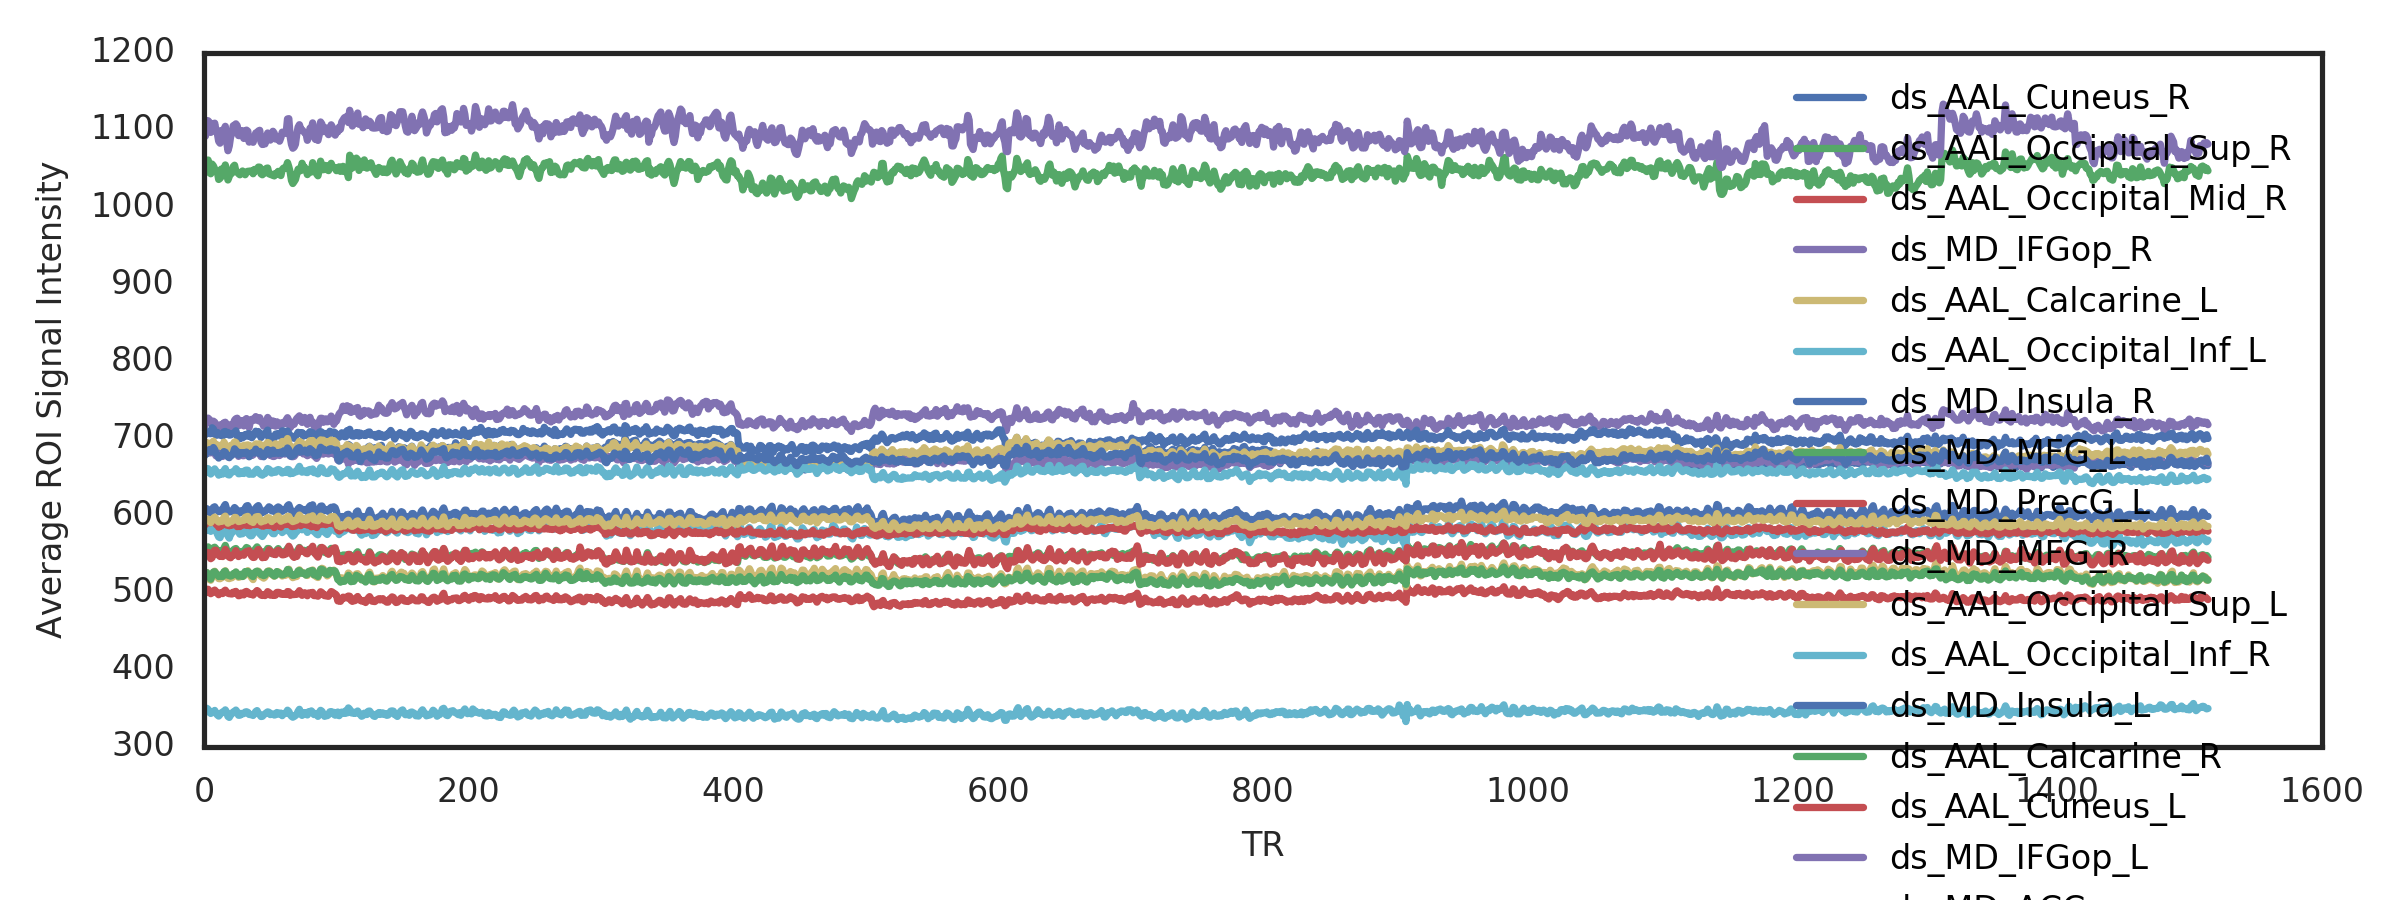 1200
1100
1000
900
800
700
600
500
400
300
Average ROI Signal Intensity
0
200
400
600
800
1000
1200
1400
1600
TR
ds_AAL_Cuneus_R
ds_AAL_Occipital_Sup_R
ds_AAL_Occipital_Mid_R
ds_MD_IFGop_R
ds_AAL_Calcarine_L
ds_AAL_Occipital_Inf_L
ds_MD_Insula_R
ds_MD_MFG_L
ds_MD_PrecG_L
ds_MD_MFG_R
ds_AAL_Occipital_Sup_L
ds_AAL_Occipital_Inf_R
ds_MD_Insula_L
ds_AAL_Calcarine_R
ds_AAL_Cuneus_L
ds_MD_IFGop_L